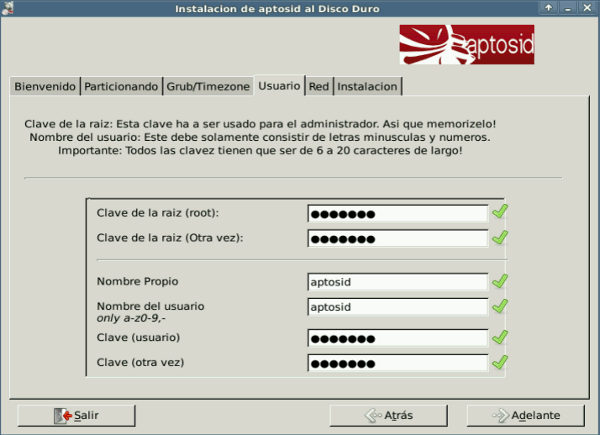 Instalacion de aptosid al Disco Duro
aptosid
Bienvenido Particionando Grub/Timezone Usuario Red Instalacion
Clave de la raiz: Esta clave ha a ser usado para el administrador. Asi que memorizelo!
Nombre del usuario: Este debe solamente consistir de letras minusculas y numeros.
Importante: Todos las clavez tienen que ser de 6 a 20 caracteres de largo!
Clave de la raiz (root): ●●●●●●●
Clave de la raiz (Otra vez): ●●●●●●●
Nombre Propio aptosid
Nombre del usuario aptosid
only a-z0-9,-
Clave (usuario) ●●●●●●●
Clave (otra vez) ●●●●●●●
Salir Atrás Adelante